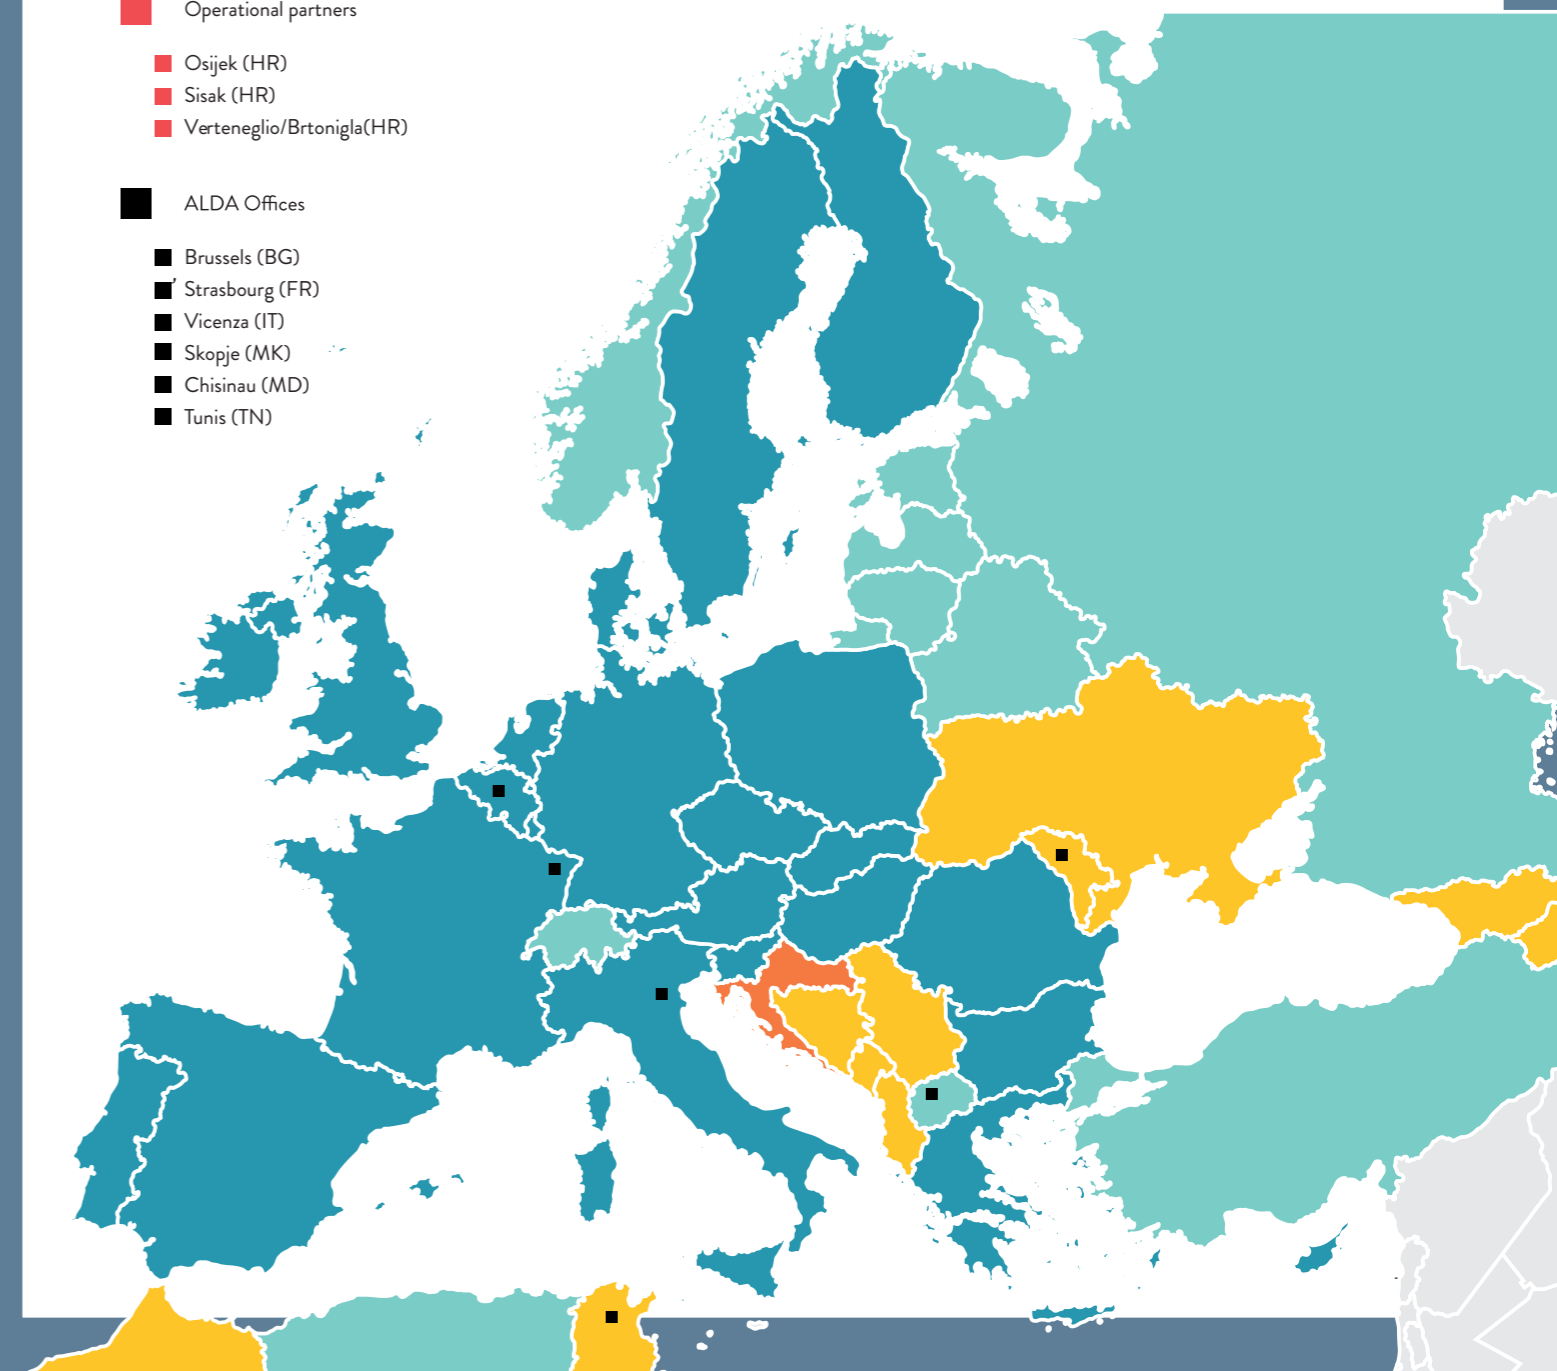 Operational partners
Osijek (HR)
Sisak (HR)
Verteneglio/Brtonigla(HR)
ALDA Offices
Brussels (BG)
Strasbourg (FR)
Vicenza (IT)
Skopje (MK)
Chisinau (MD)
Tunis (TN)